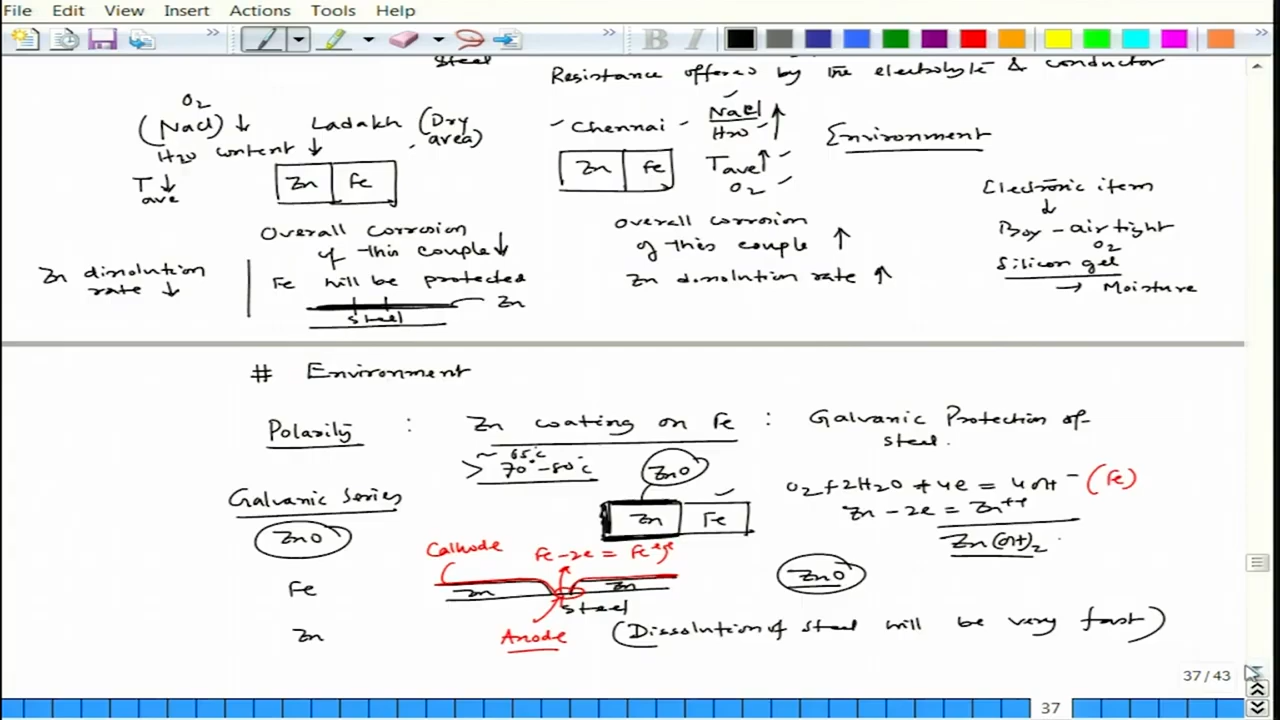 File Edit View Insert Actions Tools Help
steel
Resistance offered by the electrolyte & conductor
O2
(NaCl) ↓
H2O content ↓
T ↓
ave
Ladakh (Dry area)
Zn Fe
Overall corrosion
of this couple ↓
Zn dissolution
rate ↓
Fe will be protected
Zn
steel
Chennai
NaCl ↑
H2O
Tave ↑
O2
Zn Fe
Overall corrosion
of this couple ↑
Zn dissolution rate ↑
Environment
Electronic item
↓
Box - airtight
O2
Silicon gel
→ Moisture
# Environment
Polarity : Zn coating on Fe : Galvanic Protection of
steel.
~ 65°C
> 70°-80°C
ZnO
Zn Fe
O2+2H2O+4e = 4OH- (Fe)
Zn - 2e = Zn++
Zn(OH)2
ZnO
Galvanic Series
ZnO
Fe
Zn
Cathode
Fe-2e = Fe++
Zn Zn
steel
Anode
(Dissolution of steel will be very fast)
37 / 43
37